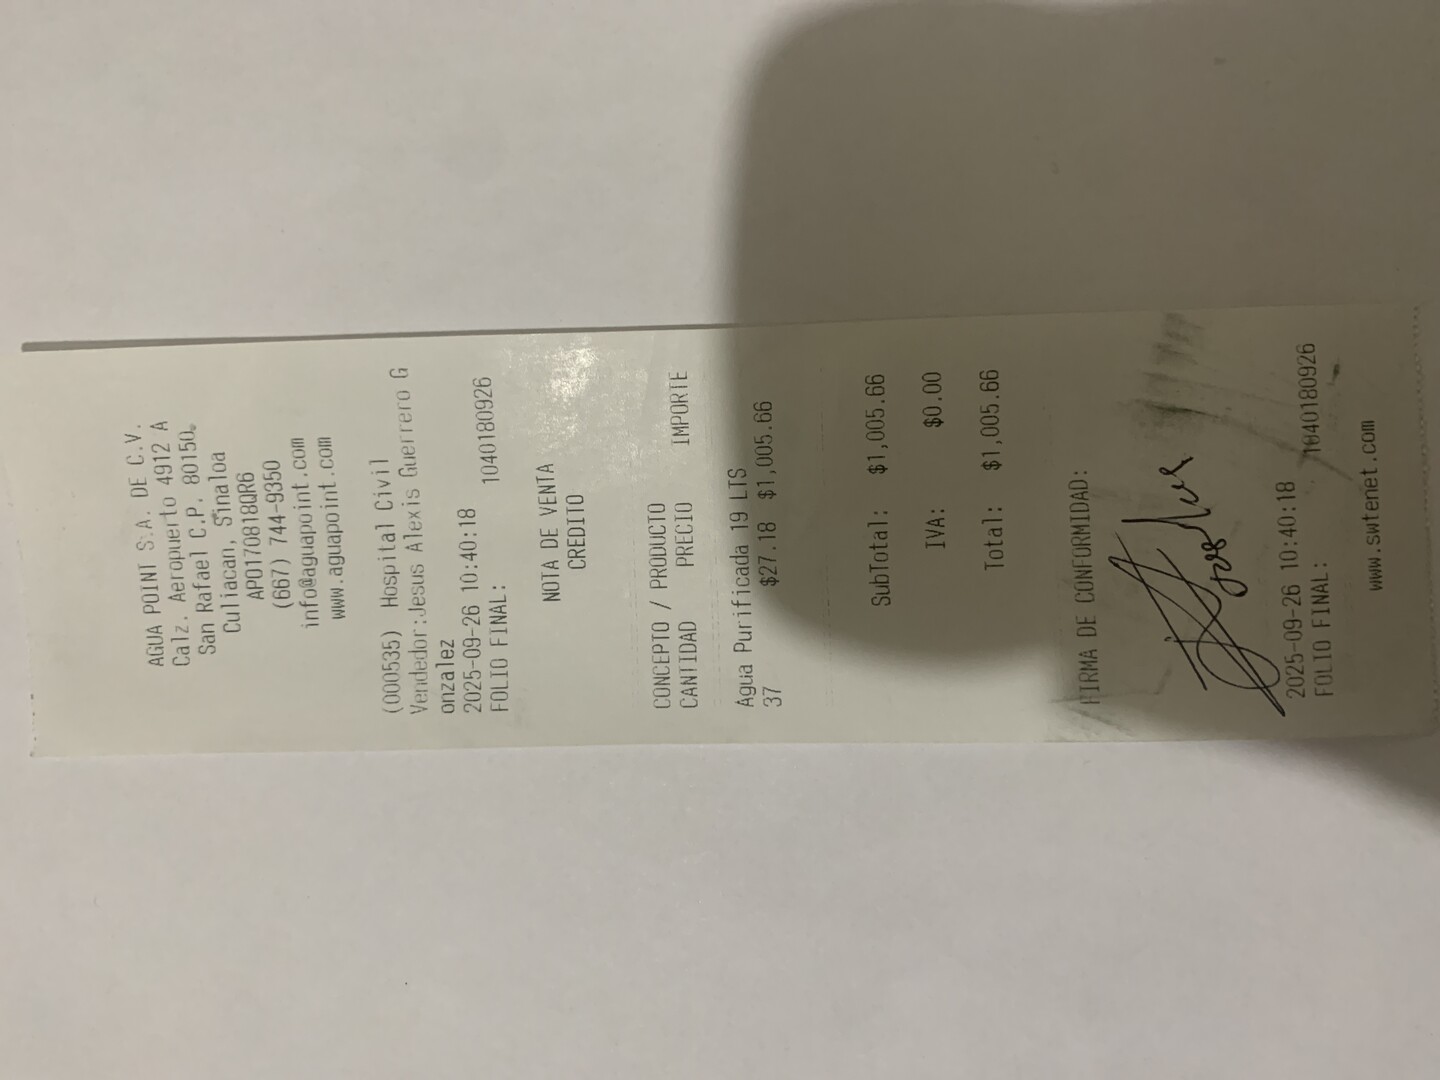 AGUA POINT S.A. DE C.V.
Calz. Aeropuerto 4912 A
San Rafael C.P. 80150.
Culiacan, Sinaloa
APO170818QR6
(667) 744-9350
info@aguapoint.com
www.aguapoint.com
(000535) Hospital Civil
Vendedor:Jesus Alexis Guerrero G
onzalez
2025-09-26 10:40:18
FOLIO FINAL: 1040180926
NOTA DE VENTA
CREDITO
CONCEPTO / PRODUCTO
CANTIDAD PRECIO IMPORTE
Agua Purificada 19 LTS
37 $27.18 $1,005.66
SubTotal: $1,005.66
IVA: $0.00
Total: $1,005.66
FIRMA DE CONFORMIDAD:
2025-09-26 10:40:18
FOLIO FINAL: 1040180926
www.swtenet.com